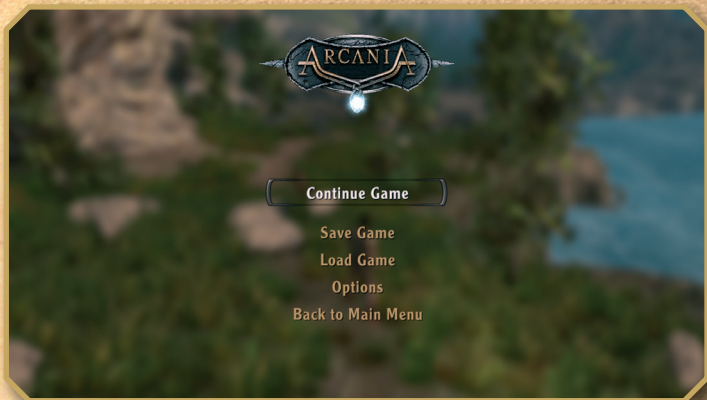 ARCANIA
Continue Game
Save Game
Load Game
Options
Back to Main Menu